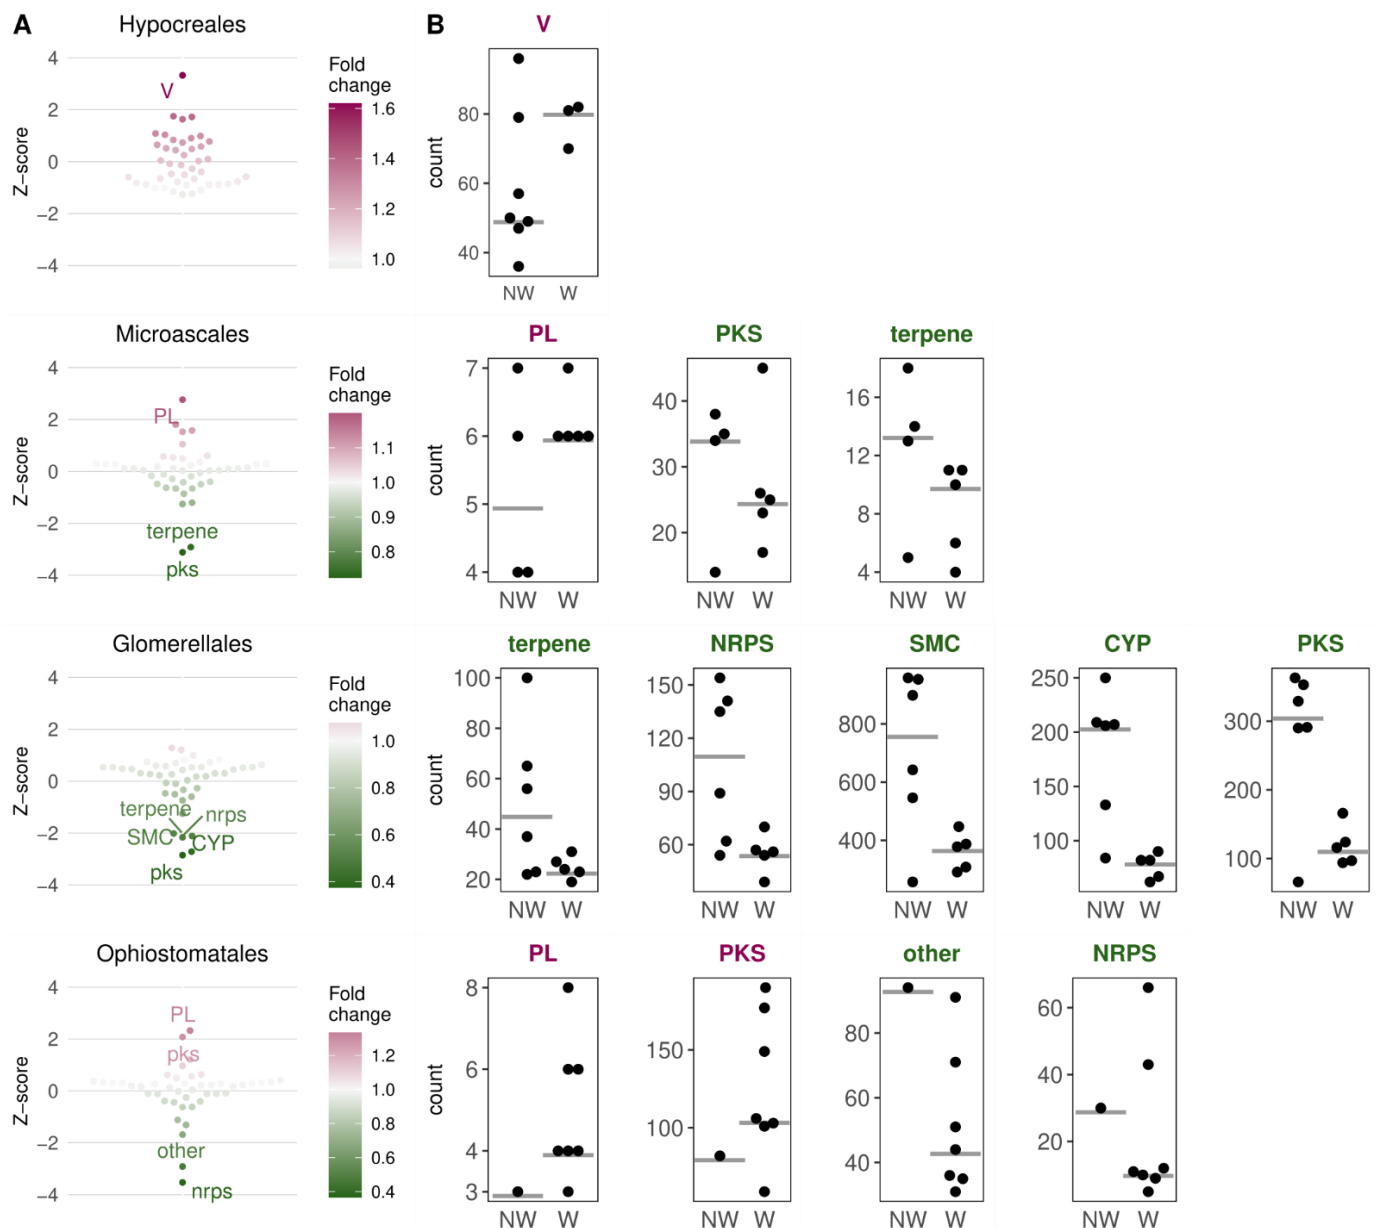 A
Hypocreales
B
V
Fold
change
4
2
0
−2
−4
Z−score
V
1.6
1.4
1.2
1.0
80
60
40
count
NW W
Microascales
PL
PKS
terpene
Fold
change
4
2
0
−2
−4
Z−score
PL
terpene
pks
1.1
1.0
0.9
0.8
7
6
5
4
count
NW W
40
30
20
NW W
16
12
8
4
NW W
Glomerellales
terpene
NRPS
SMC
CYP
PKS
Fold
change
4
2
0
−2
−4
Z−score
terpene
nrps
SMC
CYP
pks
1.0
0.8
0.6
0.4
100
80
60
40
20
count
NW W
150
120
90
60
NW W
800
600
400
NW W
250
200
150
100
NW W
300
200
100
NW W
Ophiostomatales
PL
PKS
other
NRPS
Fold
change
4
2
0
−2
−4
Z−score
PL
pks
other
nrps
1.2
1.0
0.8
0.6
0.4
8
6
4
3
count
NW W
150
100
NW W
80
60
40
NW W
60
40
20
NW W